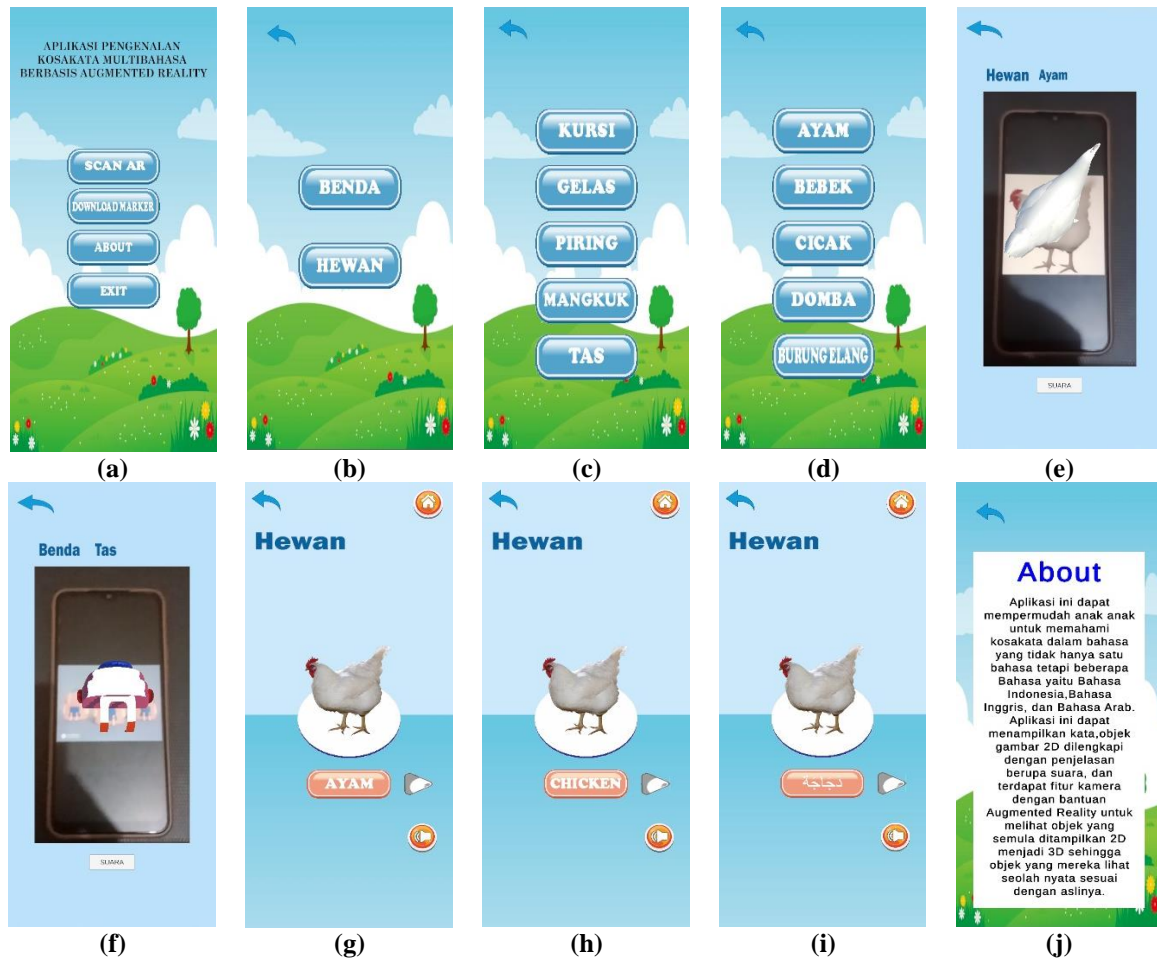 APLIKASI PENGENALAN
KOSAKATA MULTIBAHASA
BERBASIS AUGMENTED REALITY
SCAN AR
DOWNLOAD MARKER
ABOUT
EXIT
(a)
BENDA
HEWAN
(b)
KURSI
GELAS
PIRING
MANGKUK
TAS
(c)
AYAM
BEBEK
CICAK
DOMBA
BURUNG ELANG
(d)
Hewan Ayam
SUARA
(e)
Benda Tas
SUARA
(f)
Hewan
AYAM
(g)
Hewan
CHICKEN
(h)
Hewan
دجاجة
(i)
About
Aplikasi ini dapat
mempermudah anak anak
untuk memahami
kosakata dalam bahasa
yang tidak hanya satu
bahasa tetapi beberapa
Bahasa yaitu Bahasa
Indonesia,Bahasa
Inggris, dan Bahasa Arab.
Aplikasi ini dapat
menampilkan kata,objek
gambar 2D dilengkapi
dengan penjelasan
berupa suara, dan
terdapat fitur kamera
dengan bantuan
Augmented Reality untuk
melihat objek yang
semula ditampilkan 2D
menjadi 3D sehingga
objek yang mereka lihat
seolah nyata sesuai
dengan aslinya.
(j)